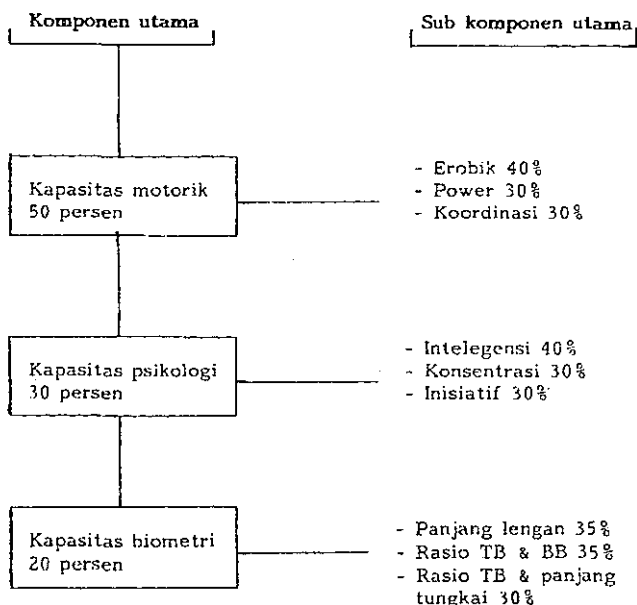 Komponen utama
Sub komponen utama
Kapasitas motorik
50 persen
- Erobik 40%
- Power 30%
- Koordinasi 30%
Kapasitas psikologi
30 persen
- Intelegensi 40%
- Konsentrasi 30%
- Inisiatif 30%
Kapasitas biometri
20 persen
- Panjang lengan 35%
- Rasio TB & BB 35%
- Rasio TB & panjang
tungkai 30%